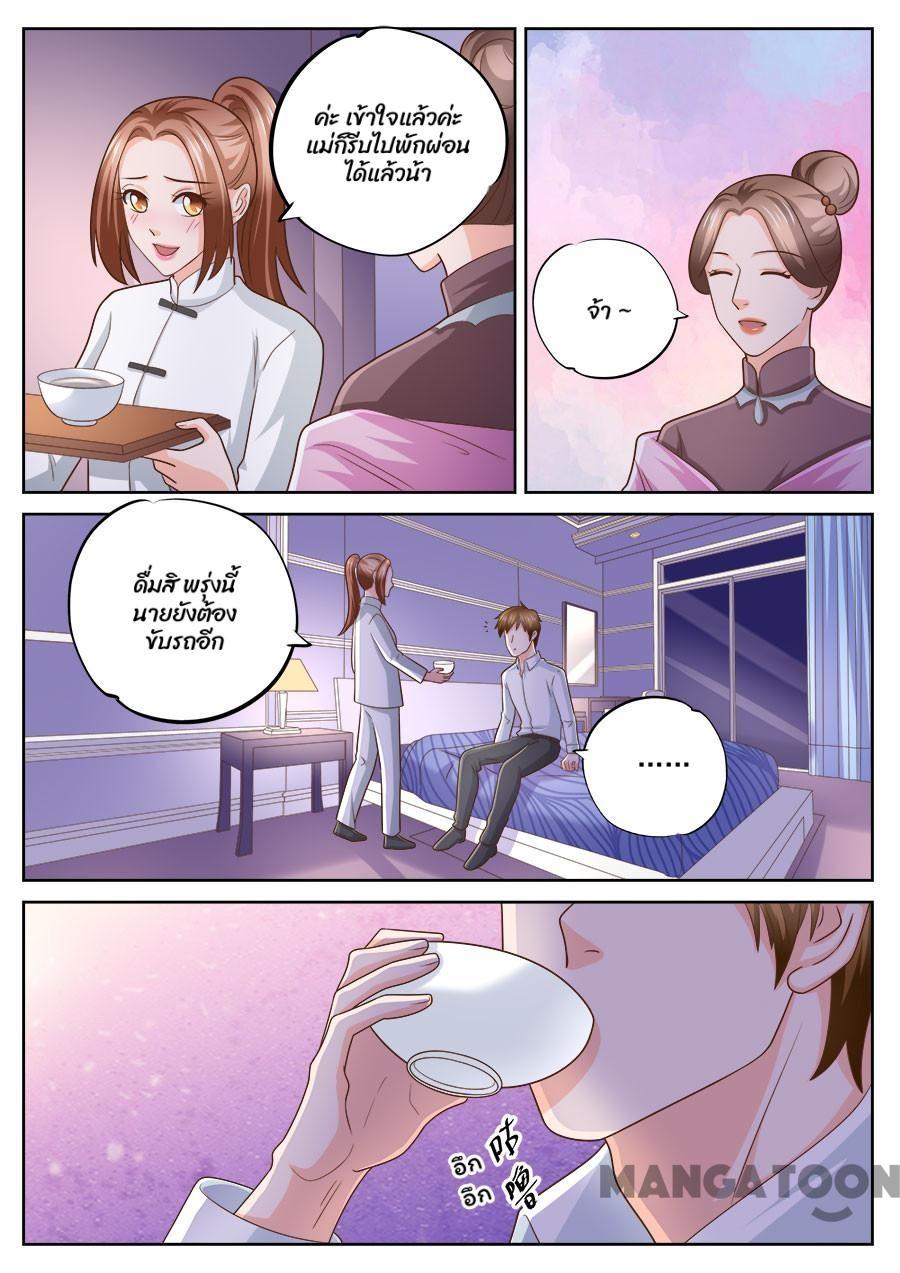 ค่ะ เข้าใจแล้วค่ะ
แม่ก็รีบไปพักผ่อน
ได้แล้วน้า
จ้า ~
ดื่มสิ พรุ่งนี้
นายยังต้อง
ขับรถอีก
......
อึก
อึก
咕
噜
MANGATOON